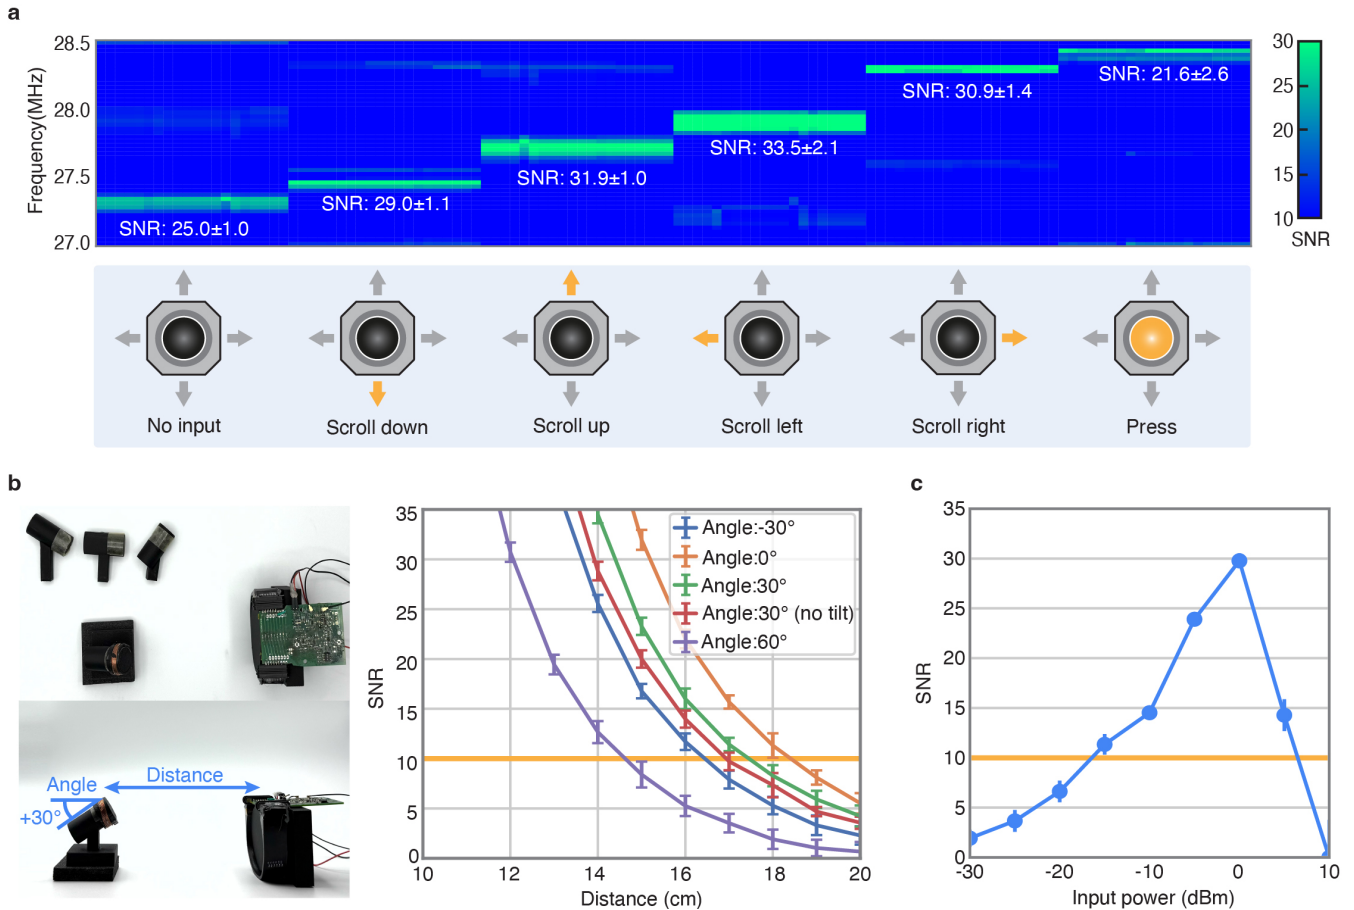 a
Frequency(MHz)
28.5
28.0
27.5
27.0
SNR: 25.0±1.0
SNR: 29.0±1.1
SNR: 31.9±1.0
SNR: 33.5±2.1
SNR: 30.9±1.4
SNR: 21.6±2.6
30
25
20
15
10
SNR
No input
Scroll down
Scroll up
Scroll left
Scroll right
Press
b
Angle
Distance
+30°
SNR
35
30
25
20
15
10
5
0
Angle:-30°
Angle:0°
Angle:30°
Angle:30° (no tilt)
Angle:60°
10
12
14
16
18
20
Distance (cm)
c
SNR
35
30
25
20
15
10
5
0
-30
-20
-10
0
10
Input power (dBm)